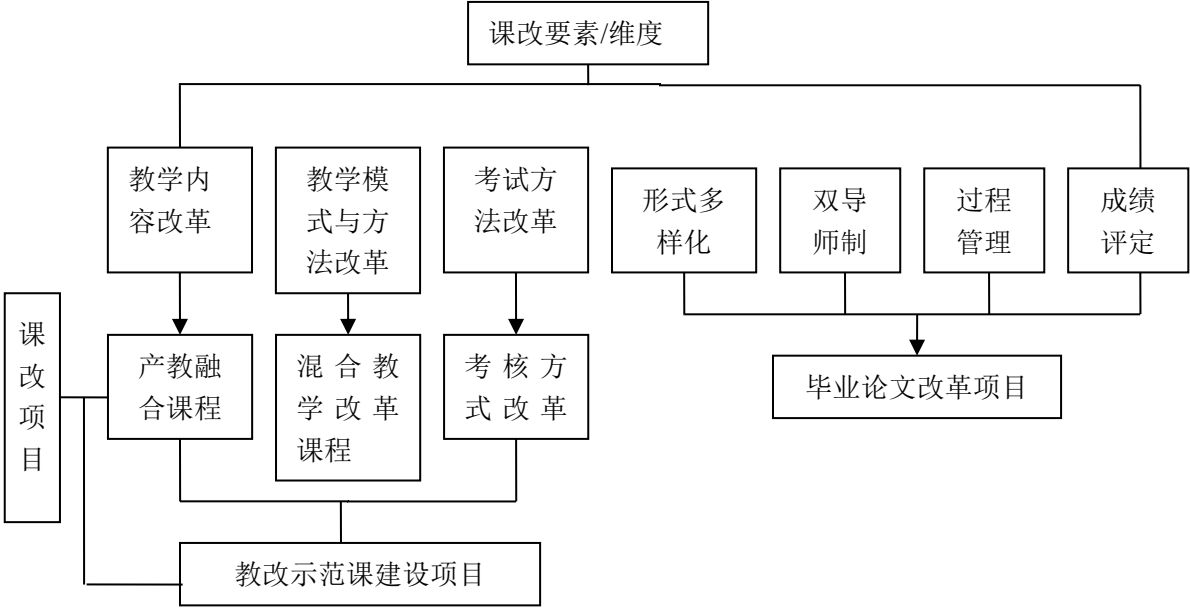 课改要素/维度
教学内
容改革
教学模
式与方
法改革
考试方
法改革
形式多
样化
双导
师制
过程
管理
成绩
评定
课
改
项
目
产教融
合课程
混合教
学改革
课程
考核方
式改革
毕业论文改革项目
教改示范课建设项目